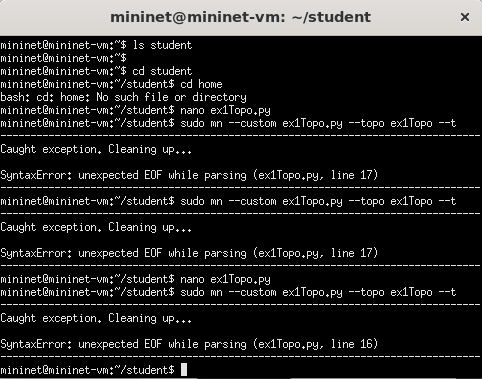 mininet@mininet-vm: ~/student
mininet@mininet-vm:~$ ls student
mininet@mininet-vm:~$
mininet@mininet-vm:~$ cd student
mininet@mininet-vm:~/student$ cd home
bash: cd: home: No such file or directory
mininet@mininet-vm:~/student$ nano ex1Topo.py
mininet@mininet-vm:~/student$ sudo mn --custom ex1Topo.py --topo ex1Topo --t
--------------------------------------------------------------------------------
Caught exception. Cleaning up...
SyntaxError: unexpected EOF while parsing (ex1Topo.py, line 17)
--------------------------------------------------------------------------------
mininet@mininet-vm:~/student$ sudo mn --custom ex1Topo.py --topo ex1Topo --t
--------------------------------------------------------------------------------
Caught exception. Cleaning up...
SyntaxError: unexpected EOF while parsing (ex1Topo.py, line 17)
--------------------------------------------------------------------------------
mininet@mininet-vm:~/student$ nano ex1Topo.py
mininet@mininet-vm:~/student$ sudo mn --custom ex1Topo.py --topo ex1Topo --t
--------------------------------------------------------------------------------
Caught exception. Cleaning up...
SyntaxError: unexpected EOF while parsing (ex1Topo.py, line 16)
--------------------------------------------------------------------------------
mininet@mininet-vm:~/student$